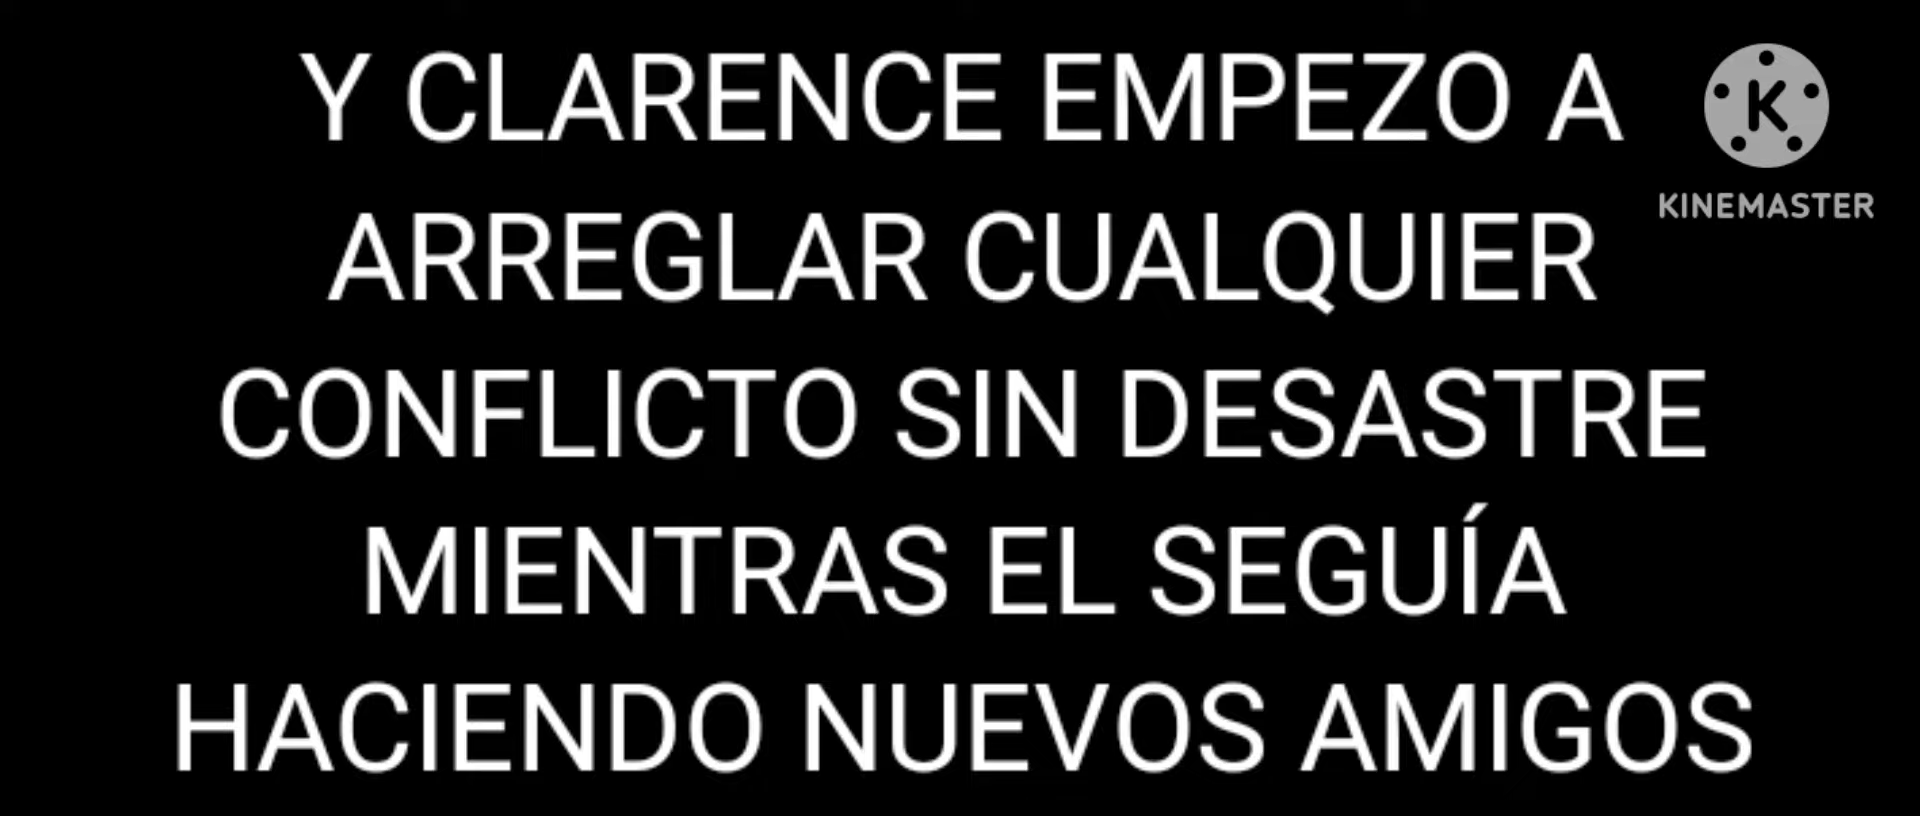 Y CLARENCE EMPEZO A
ARREGLAR CUALQUIER
CONFLICTO SIN DESASTRE
MIENTRAS EL SEGUÍA
HACIENDO NUEVOS AMIGOS
K
KINEMASTER